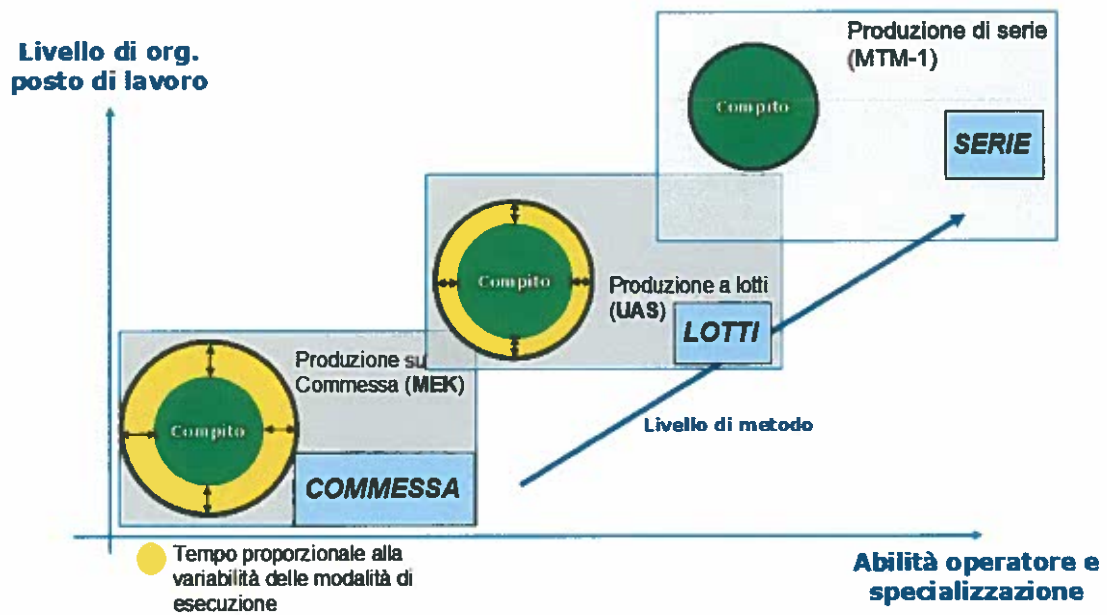 Livello di org.
posto di lavoro
Produzione di serie
(MTM-1)
Compito
SERIE
Compito
Produzione a lotti
(UAS)
LOTTI
Produzione su
Commessa (MEK)
Compito
COMMESSA
Livello di metodo
Tempo proporzionale alla
variabilità delle modalità di
esecuzione
Abilità operatore e
specializzazione